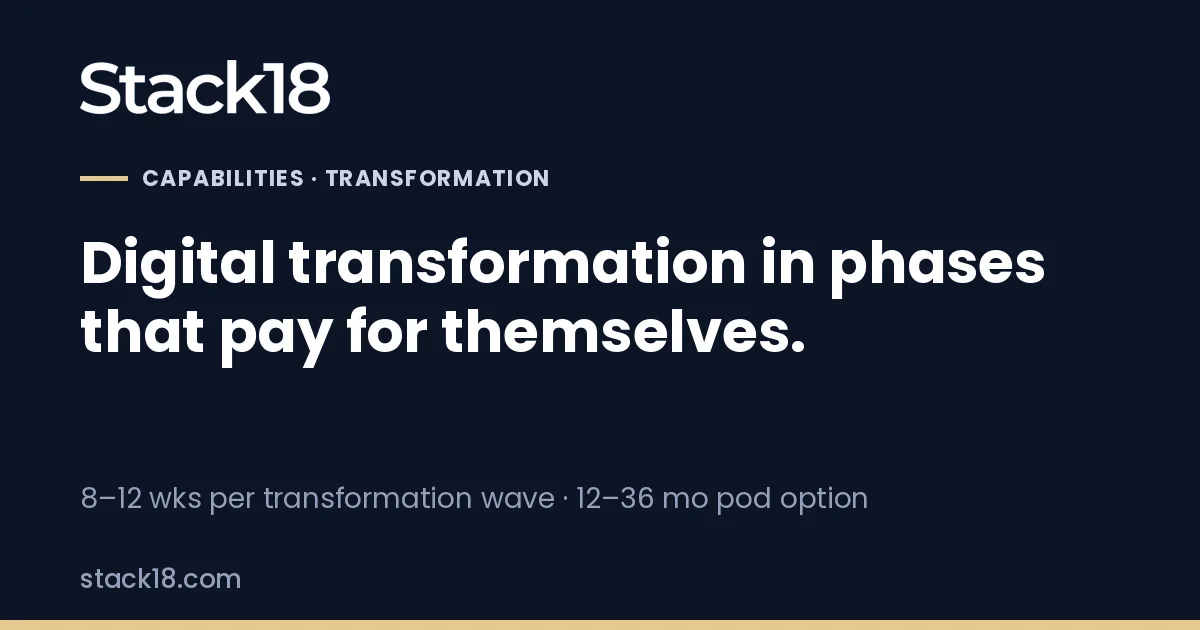 Stack18
CAPABILITIES · TRANSFORMATION
Digital transformation in phases
that pay for themselves.
8–12 wks per transformation wave · 12–36 mo pod option
stack18.com